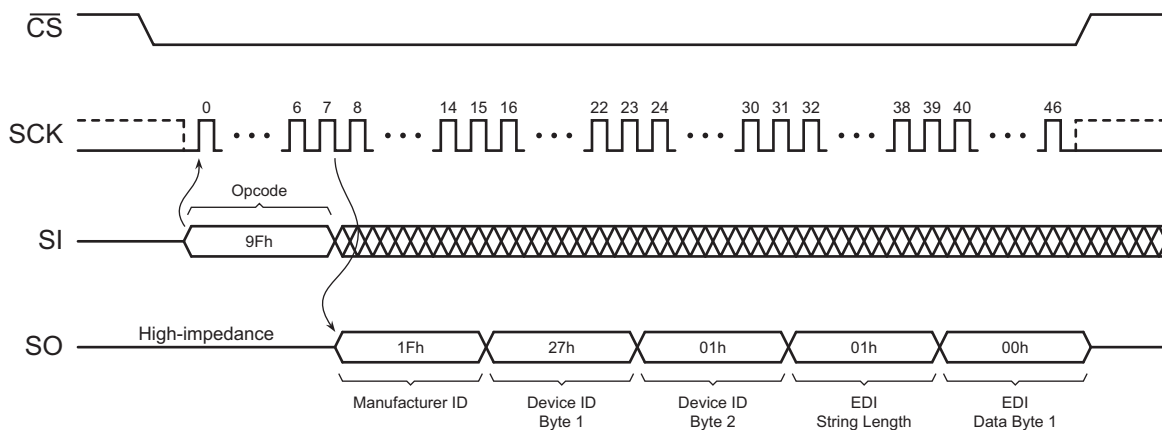 CS
SCK
0 6 7 8 14 15 16 22 23 24 30 31 32 38 39 40 46
Opcode
SI
9Fh
High-impedance
SO
1Fh 27h 01h 01h 00h
Manufacturer ID
Device ID
Byte 1
Device ID
Byte 2
EDI
String Length
EDI
Data Byte 1